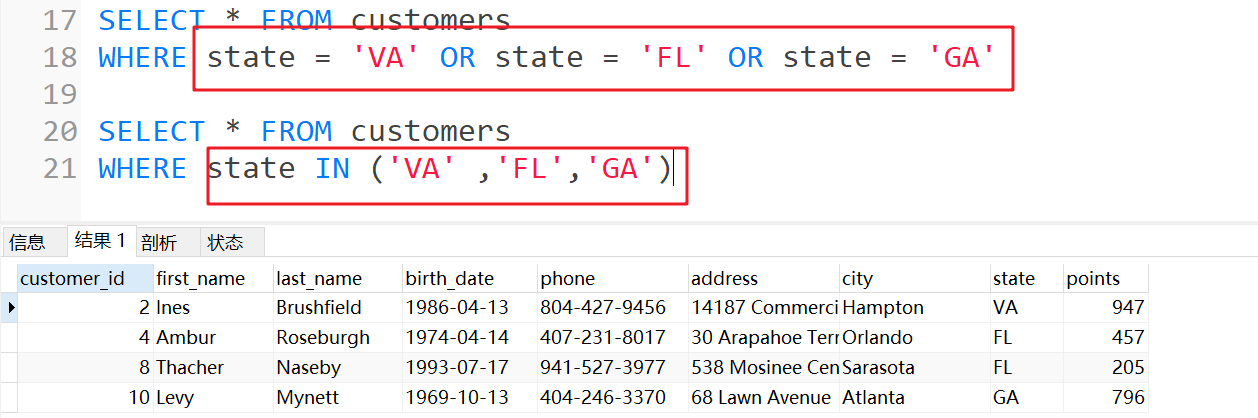 17 SELECT * FROM customers
18 WHERE state = 'VA' OR state = 'FL' OR state = 'GA'
19
20 SELECT * FROM customers
21 WHERE state IN ('VA' ,'FL','GA')
信息 结果 1 剖析 状态
customer_id first_name last_name birth_date phone address city state points
2 Ines Brushfield 1986-04-13 804-427-9456 14187 Commerci Hampton VA 947
4 Ambur Roseburgh 1974-04-14 407-231-8017 30 Arapahoe Terr Orlando FL 457
8 Thacher Naseby 1993-07-17 941-527-3977 538 Mosinee Cen Sarasota FL 205
10 Levy Mynett 1969-10-13 404-246-3370 68 Lawn Avenue Atlanta GA 796